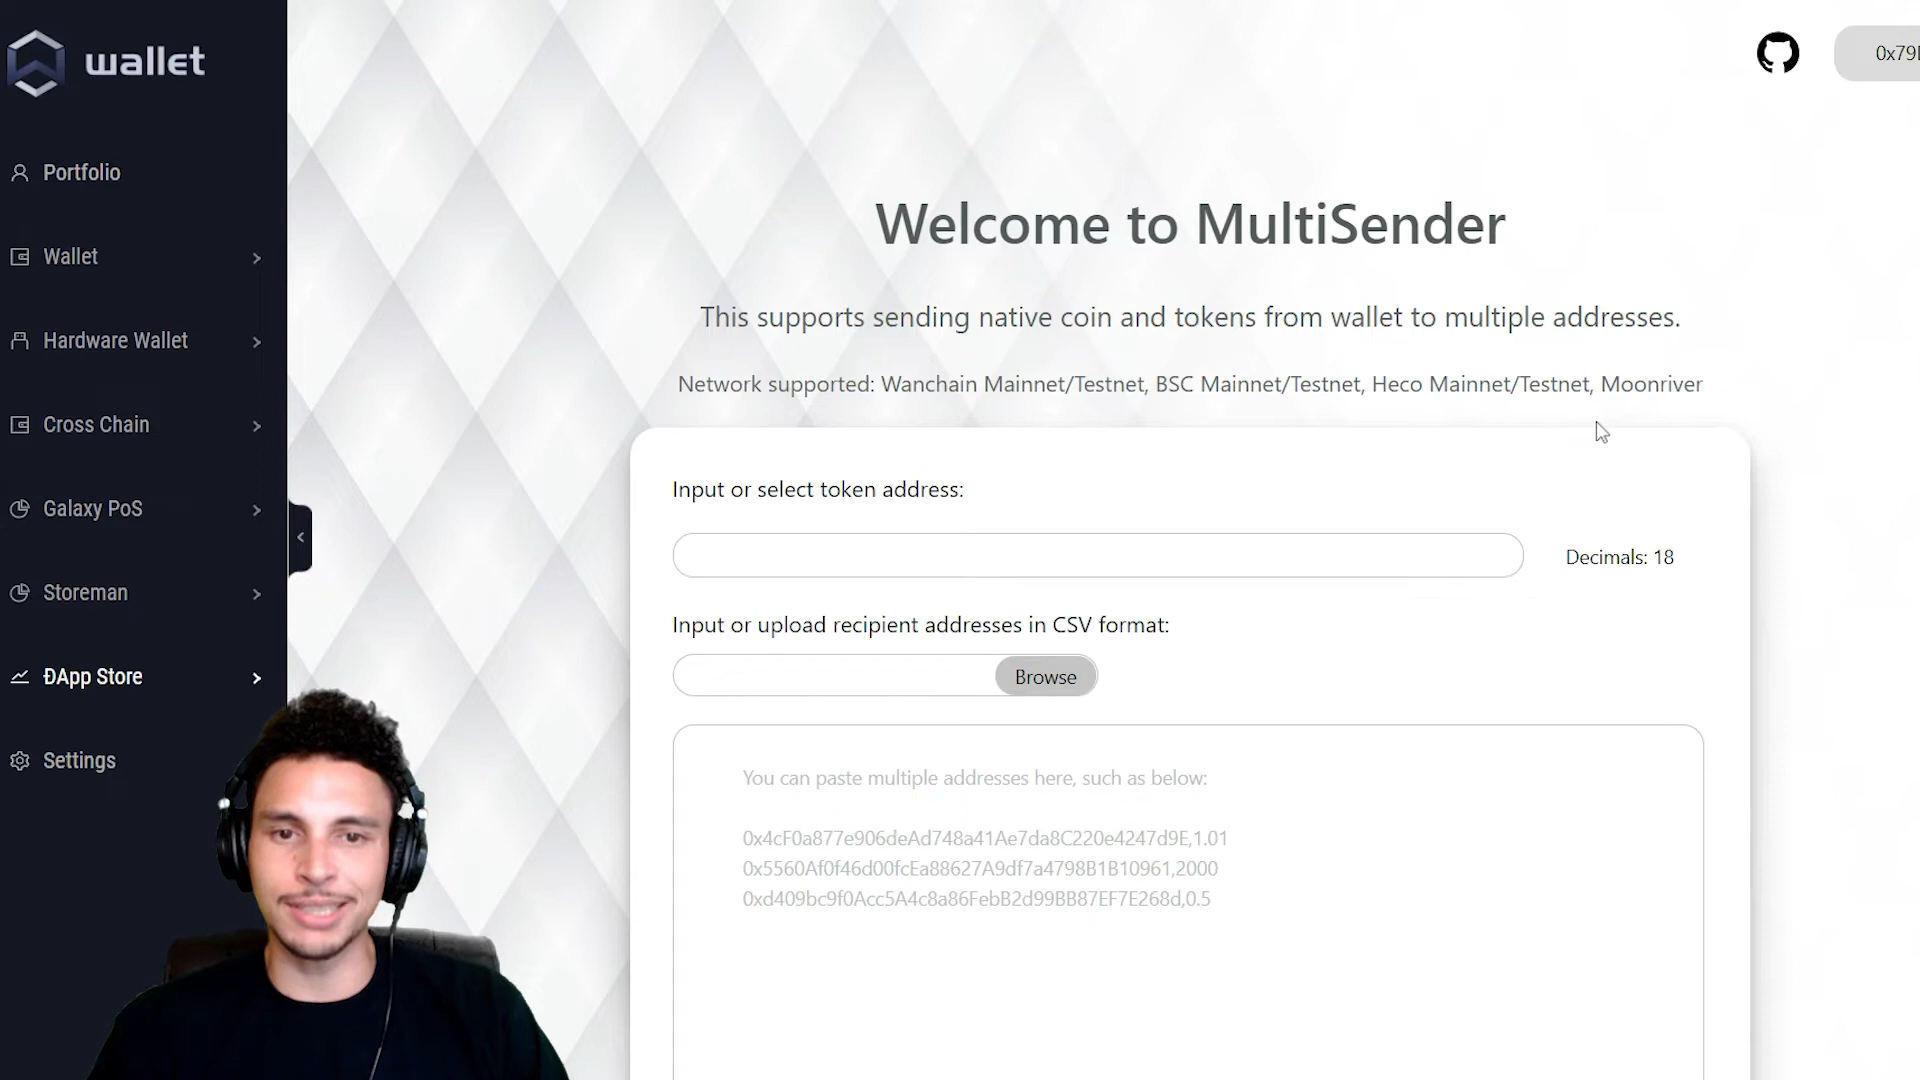 wallet
Portfolio
Wallet
Hardware Wallet
Cross Chain
Galaxy PoS
Storeman
ÐApp Store
Settings
0x79
Welcome to MultiSender
This supports sending native coin and tokens from wallet to multiple addresses.
Network supported: Wanchain Mainnet/Testnet, BSC Mainnet/Testnet, Heco Mainnet/Testnet, Moonriver
Input or select token address:
Decimals: 18
Input or upload recipient addresses in CSV format:
Browse
You can paste multiple addresses here, such as below:
0x4cF0a877e906deAd748a41Ae7da8C220e4247d9E,1.01
0x5560Af0f46d00fcEa88627A9df7a4798B1B10961,2000
0xd409bc9f0Acc5A4c8a86FebB2d99BB87EF7E268d,0.5